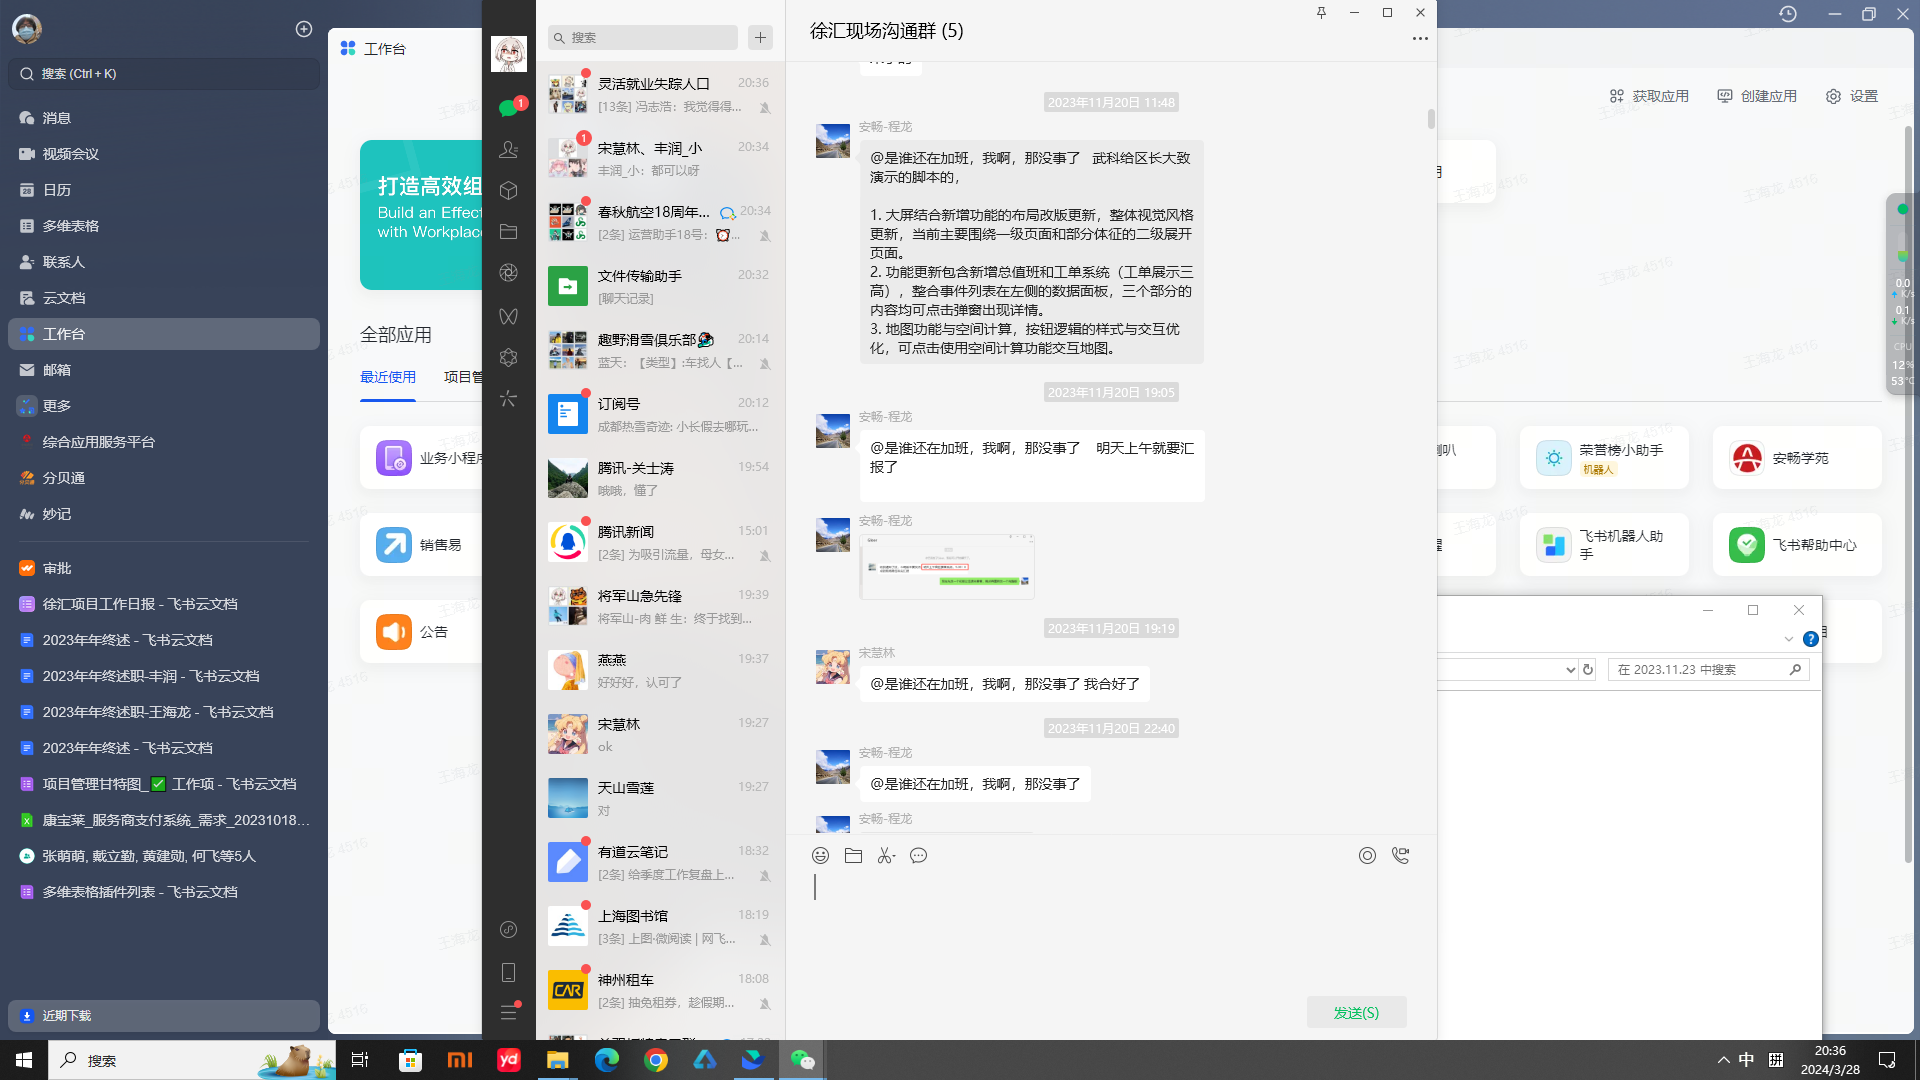 搜索 (Ctrl + K)
消息
视频会议
日历
多维表格
联系人
云文档
工作台
邮箱
更多
综合应用服务平台
分贝通
妙记
审批
徐汇项目工作日报 - 飞书云文档
2023年年终述 - 飞书云文档
2023年年终述职-丰润 - 飞书云文档
2023年年终述职-王海龙 - 飞书云文档
2023年年终述 - 飞书云文档
项目管理甘特图_✅ 工作项 - 飞书云文档
康宝莱_服务商支付系统_需求_20231018...
张萌萌, 戴立勤, 黄建勋, 何飞等5人
多维表格插件列表 - 飞书云文档
近期下载
工作台
打造高效组
Build an Effect
with Workplace
全部应用
最近使用
项目管
业务小程序
销售易
公告
搜索
灵活就业失踪人口
20:36
[13条] 冯志浩：我觉得得...
宋慧林、丰润_小
20:34
丰润_小：都可以呀
春秋航空18周年...
20:34
[2条] 运营助手18号：⏰...
文件传输助手
20:32
[聊天记录]
趣野滑雪俱乐部
20:14
蓝天：【类型】:车找人【...
订阅号
20:12
成都热雪奇迹: 小长假去哪玩...
腾讯-关士涛
19:54
哦哦，懂了
腾讯新闻
15:01
[2条] 为吸引流量，母女...
将军山急先锋
19:39
将军山-肉 鲜 生：终于找到...
燕燕
19:37
好好好，认可了
宋慧林
19:27
ok
天山雪莲
19:27
对
有道云笔记
18:32
[2条] 给季度工作复盘上...
上海图书馆
18:19
[3条] 上图·微阅读 | 网飞...
神州租车
18:08
[2条] 抽免租券，趁假期...
徐汇现场沟通群 (5)
2023年11月20日 11:48
安畅-程龙
@是谁还在加班，我啊，那没事了 武科给区长大致
演示的脚本的，
1. 大屏结合新增功能的布局改版更新，整体视觉风格
更新，当前主要围绕一级页面和部分体征的二级展开
页面。
2. 功能更新包含新增总值班和工单系统（工单展示三
高），整合事件列表在左侧的数据面板，三个部分的
内容均可点击弹窗出现详情。
3. 地图功能与空间计算，按钮逻辑的样式与交互优
化，可点击使用空间计算功能交互地图。
2023年11月20日 19:05
安畅-程龙
@是谁还在加班，我啊，那没事了 明天上午就要汇
报了
安畅-程龙
2023年11月20日 19:19
宋慧林
@是谁还在加班，我啊，那没事了 我合好了
2023年11月20日 22:40
安畅-程龙
@是谁还在加班，我啊，那没事了
安畅-程龙
发送(S)
获取应用
创建应用
设置
荣誉榜小助手
机器人
安畅学苑
飞书机器人助
手
飞书帮助中心
在 2023.11.23 中搜索
0.0
K/s
0.1
K/s
CPU
12%
53°C
王海龙 4516
搜索
中
拼
20:36
2024/3/28